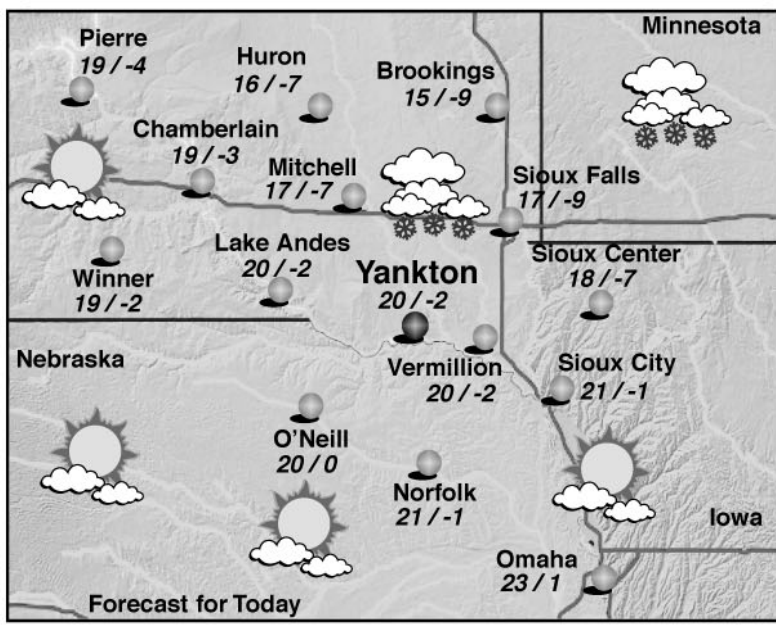 Minnesota
Pierre
19 / -4
Huron
16 / -7
Brookings
15 / -9
Chamberlain
19 / -3
Mitchell
17 / -7
Sioux Falls
17 / -9
Winner
19 / -2
Lake Andes
20 / -2
Yankton
20 / -2
Sioux Center
18 / -7
Nebraska
Vermillion
20 / -2
Sioux City
21 / -1
O'Neill
20 / 0
Norfolk
21 / -1
Iowa
Omaha
23 / 1
Forecast for Today